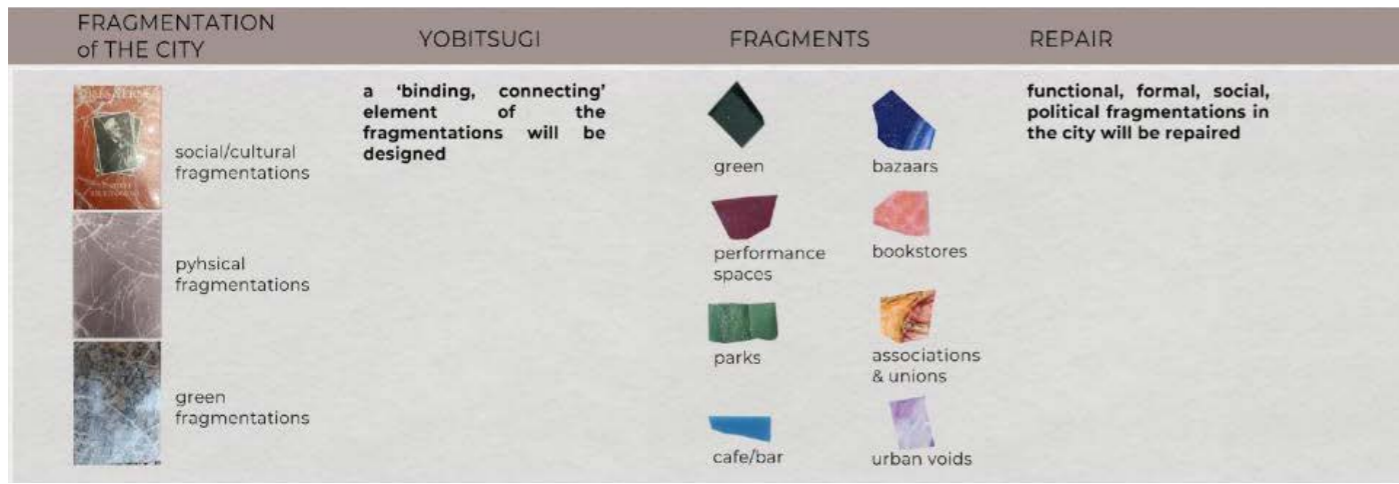 FRAGMENTATION
of THE CITY
YOBITSUGI
FRAGMENTS
REPAIR
social/cultural
fragmentations
pyhsical
fragmentations
green
fragmentations
a ‘binding, connecting’
element of the
fragmentations will be
designed
green
bazaars
performance
spaces
bookstores
parks
associations
& unions
cafe/bar
urban voids
functional, formal, social,
political fragmentations in
the city will be repaired